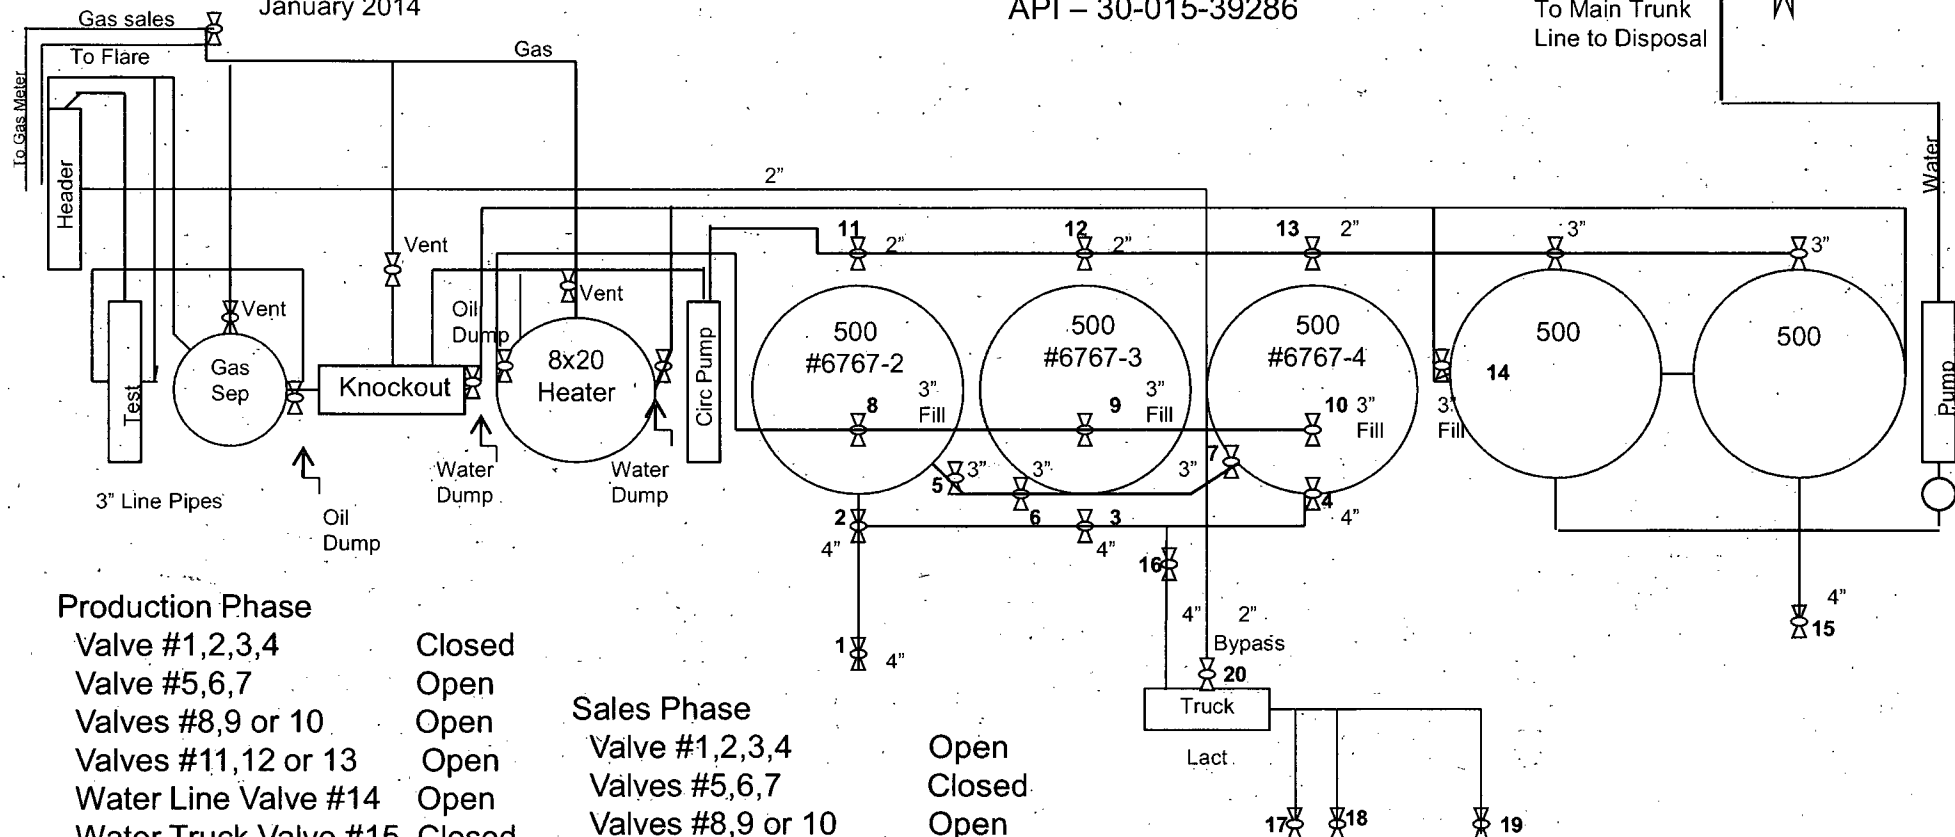 January 2014
API – 30-015-39286
To Main Trunk
Line to Disposal
Gas sales
To Flare
Gas
To Gas Meter
Header
Water
2”
Vent
11
2”
12
2”
13
2”
3”
3”
Vent
Vent
Oil
Dump
Test
Gas
Sep
Knockout
8x20
Heater
Circ Pump
500
#6767-2
500
#6767-3
500
#6767-4
500
500
14
Pump
3”
Fill
3”
Fill
3”
Fill
3”
Fill
8
9
10
7
5
3”
3”
3”
6
3
4
4”
2
4”
4”
Water
Dump
Water
Dump
3” Line Pipes
Oil
Dump
16
4”
2”
Bypass
4”
15
1
4”
20
Truck
Lact
17
18
19
Production Phase
Valve #1,2,3,4 Closed
Valve #5,6,7 Open
Valves #8,9 or 10 Open
Valves #11,12 or 13 Open
Water Line Valve #14 Open
Water Truck Valve #15 Closed
Sales Phase
Valve #1,2,3,4 Open
Valves #5,6,7 Closed
Valves #8,9 or 10 Open